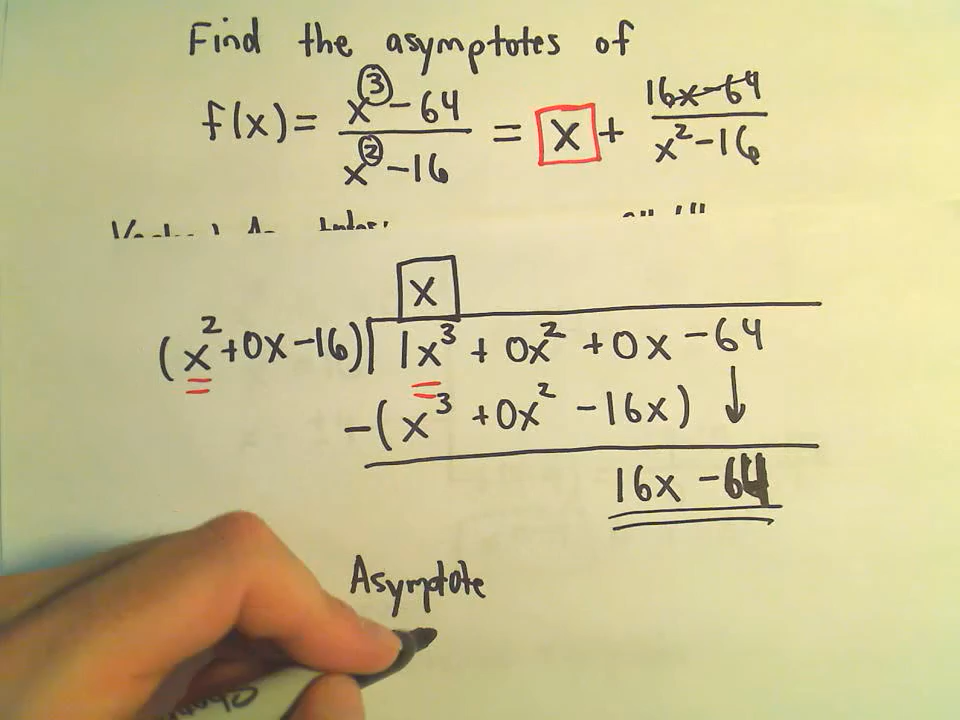 Find the asymptotes of
f(x) = x³ - 64 / x² - 16 = x + 16x - 64 / x² - 16
x
(x² + 0x - 16) 1x³ + 0x² + 0x - 64
-(x³ + 0x² - 16x) ↓
16x - 64
Asymptote